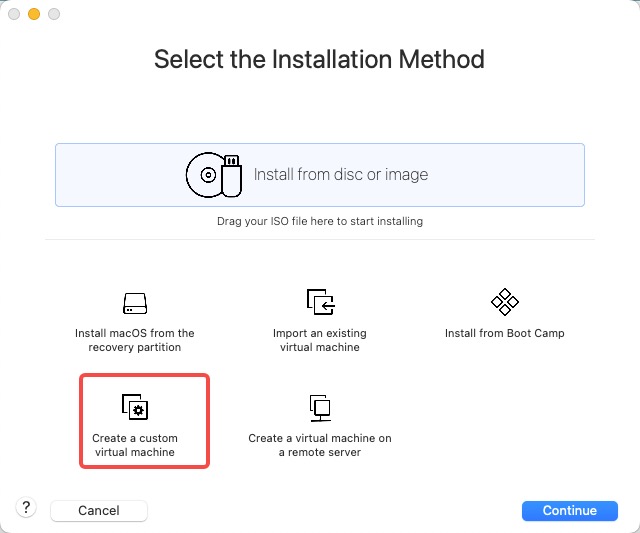 Select the Installation Method
Install from disc or image
Drag your ISO file here to start installing
Install macOS from the
recovery partition
Import an existing
virtual machine
Install from Boot Camp
Create a custom
virtual machine
Create a virtual machine on
a remote server
?
Cancel
Continue